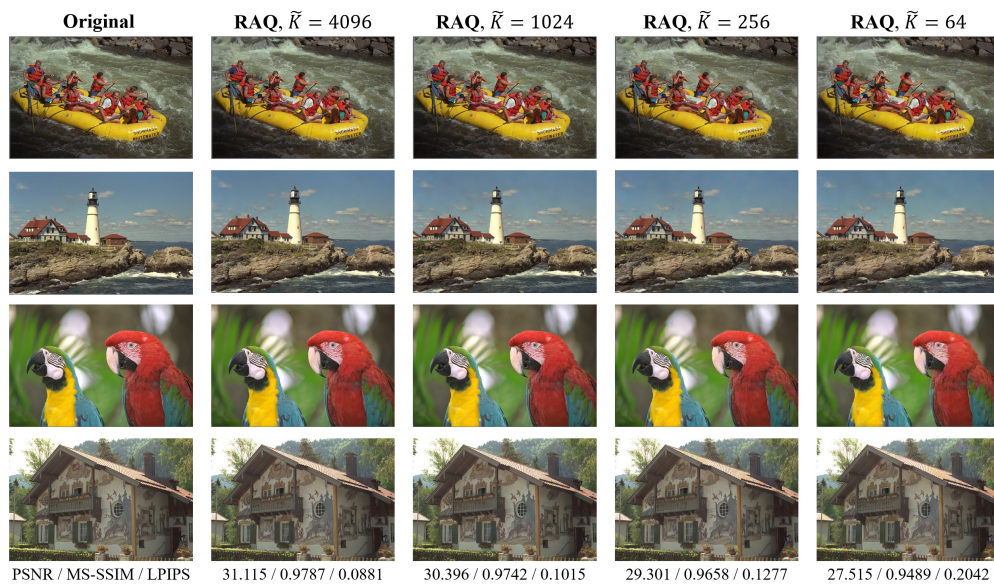 Original RAQ, K̃ = 4096 RAQ, K̃ = 1024 RAQ, K̃ = 256 RAQ, K̃ = 64
PSNR / MS-SSIM / LPIPS 31.115 / 0.9787 / 0.0881 30.396 / 0.9742 / 0.1015 29.301 / 0.9658 / 0.1277 27.515 / 0.9489 / 0.2042